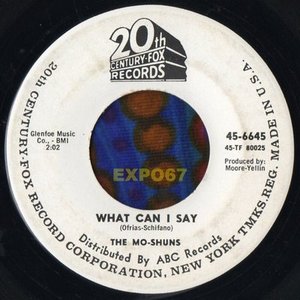 20th
CENTURY-FOX
RECORDS
Glenfoe Music
Co., - BMI
2:02
45-6645
45-TF 80025
Produced by:
Moore-Yellin
EXPO67
WHAT CAN I SAY
(Ofrias-Schifano)
THE MO-SHUNS
Distributed By ABC Records
20th CENTURY-FOX RECORD CORPORATION, NEW YORK TMKS.REG. MADE IN U.S.A.